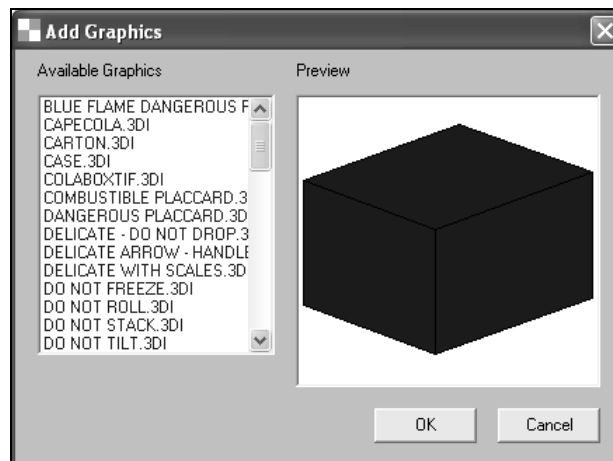 Add Graphics
Available Graphics
Preview
BLUE FLAME DANGEROUS F
CAPECOLA.3DI
CARTON.3DI
CASE.3DI
COLABOXTIF.3DI
COMBUSTIBLE PLACCARD.3
DANGEROUS PLACCARD.3D
DELICATE - DO NOT DROP.3
DELICATE ARROW - HANDLE
DELICATE WITH SCALES.3D
DO NOT FREEZE.3DI
DO NOT ROLL.3DI
DO NOT STACK.3DI
DO NOT TILT.3DI
OK
Cancel